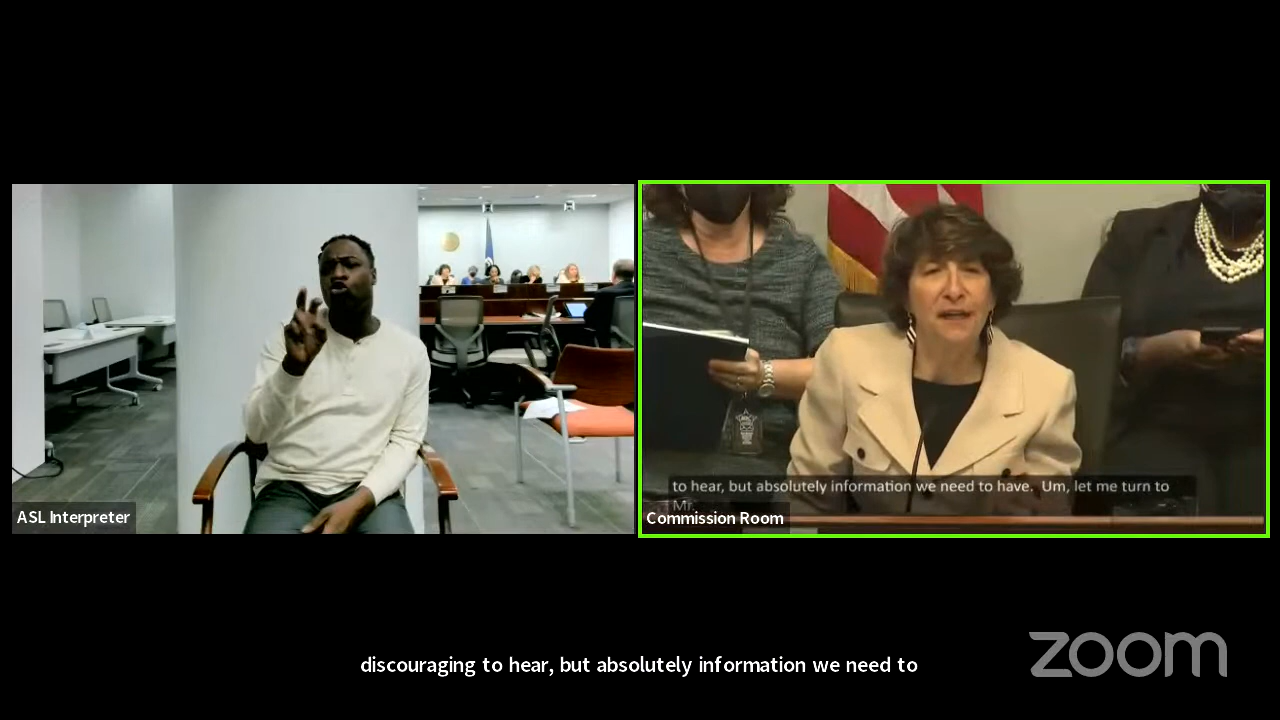 ASL Interpreter
to hear, but absolutely information we need to have. Um, let me turn to
Mr.
Commission Room
discouraging to hear, but absolutely information we need to
zoom